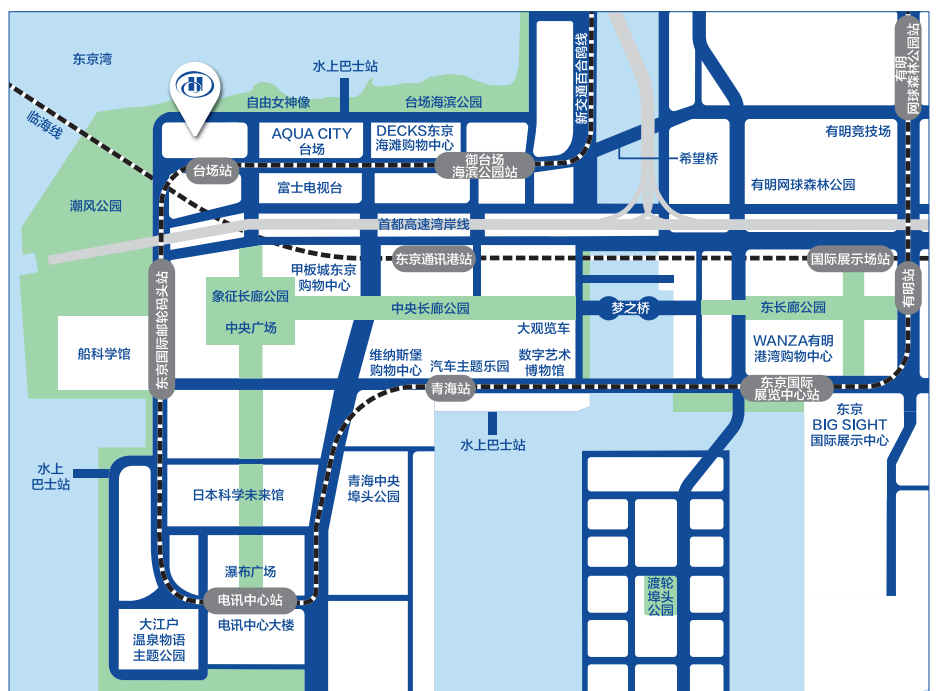 东京湾
水上巴士站
自由女神像
台场海滨公园
新交通百合鸥线
有明
网球森林公园站
临海线
AQUA CITY
台场
DECKS东京
海滩购物中心
有明竞技场
希望桥
台场站
御台场
海滨公园站
富士电视台
有明网球森林公园
潮风公园
首都高速湾岸线
东京通讯港站
国际展示场站
东京国际邮轮码头站
甲板城东京
购物中心
有明站
象征长廊公园
中央长廊公园
梦之桥
东长廊公园
中央广场
大观览车
WANZA有明
港湾购物中心
船科学馆
维纳斯堡
购物中心
汽车主题乐园
数字艺术
博物馆
青海站
东京国际
展览中心站
东京
BIG SIGHT
国际展示中心
水上巴士站
水上
巴士站
日本科学未来馆
青海中央
埠头公园
瀑布广场
渡轮
埠头
公园
电讯中心站
大江户
温泉物语
主题公园
电讯中心大楼